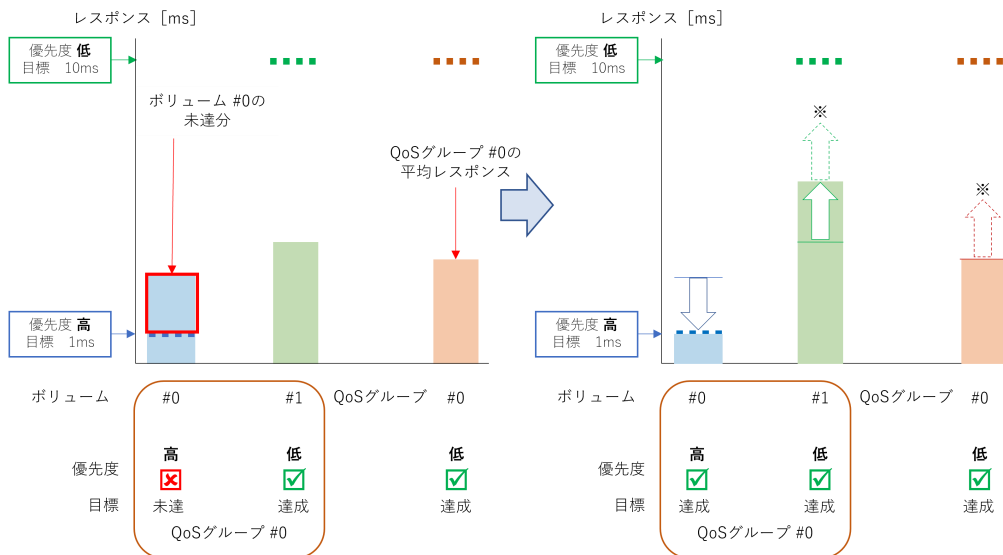 レスポンス［ms］
優先度 低
目標　10ms
ボリューム #0の
未達分
QoSグループ #0の
平均レスポンス
優先度 高
目標　1ms
ボリューム #0 #1 QoSグループ #0
高 低 低
優先度
目標 未達 達成 達成
QoSグループ #0
レスポンス［ms］
優先度 低
目標　10ms
※
※
優先度 高
目標　1ms
ボリューム #0 #1 QoSグループ #0
高 低 低
優先度
目標 達成 達成 達成
QoSグループ #0